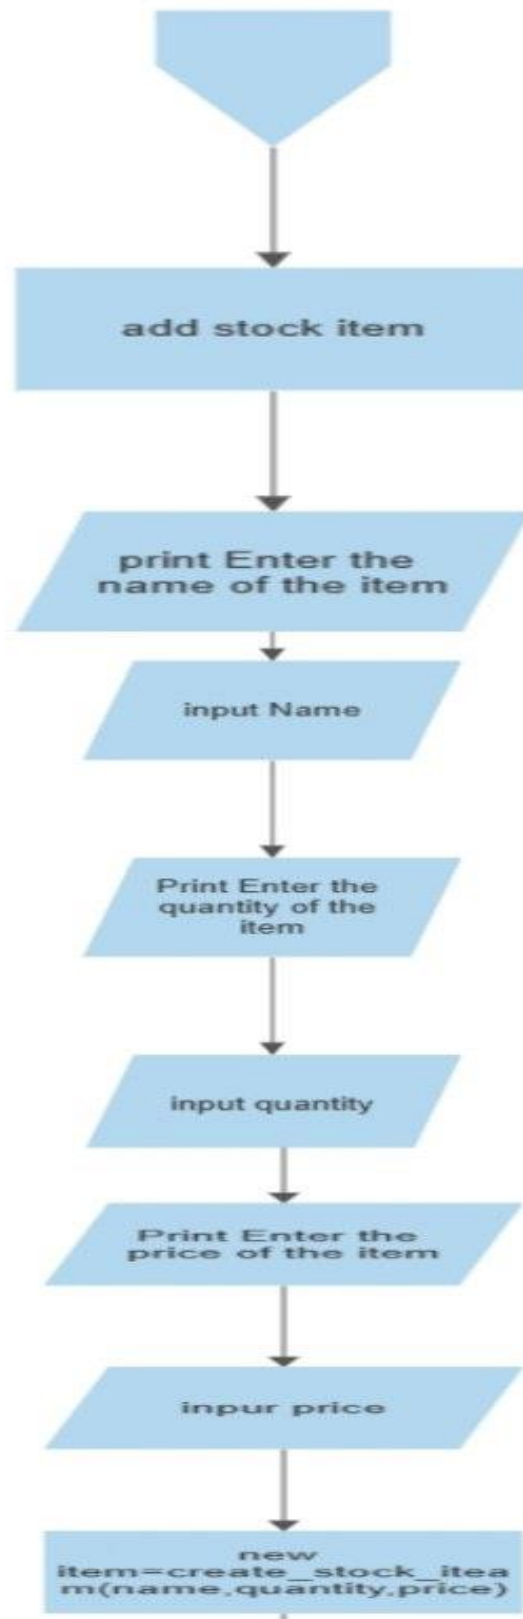 add stock item
print Enter the
name of the item
input Name
Print Enter the
quantity of the
item
input quantity
Print Enter the
price of the item
inpur price
new
item=create_stock_itea
m(name,quantity,price)